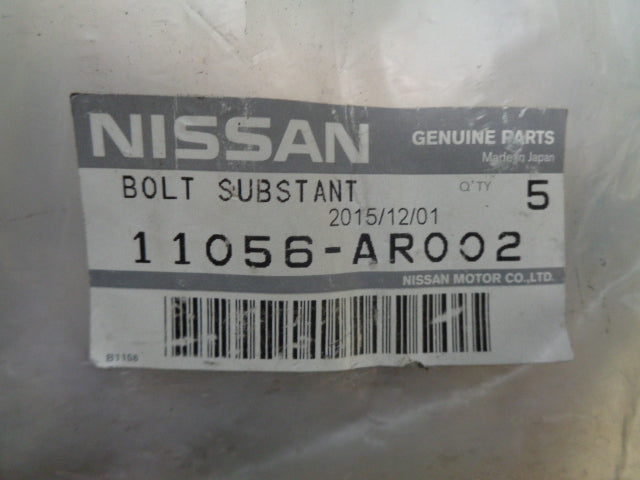 NISSAN GENUINE PARTS
Made in Japan
BOLT SUBSTANT Q'TY 5
2015/12/01
11056-AR002
NISSAN MOTOR CO.,LTD.
B1156